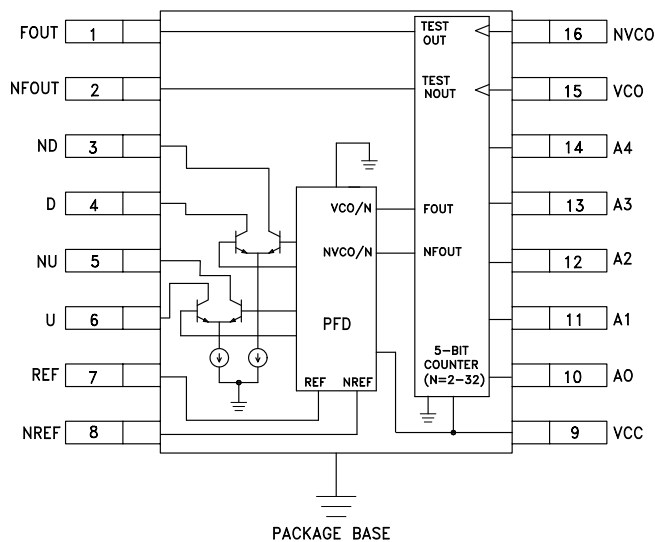 FOUT 1
NFOUT 2
ND 3
D 4
NU 5
U 6
REF 7
NREF 8
TEST
OUT
TEST
NOUT
VCO/N
FOUT
NVCO/N
NFOUT
PFD
REF NREF
5-BIT
COUNTER
(N=2-32)
16 NVCO
15 VCO
14 A4
13 A3
12 A2
11 A1
10 A0
9 VCC
PACKAGE BASE